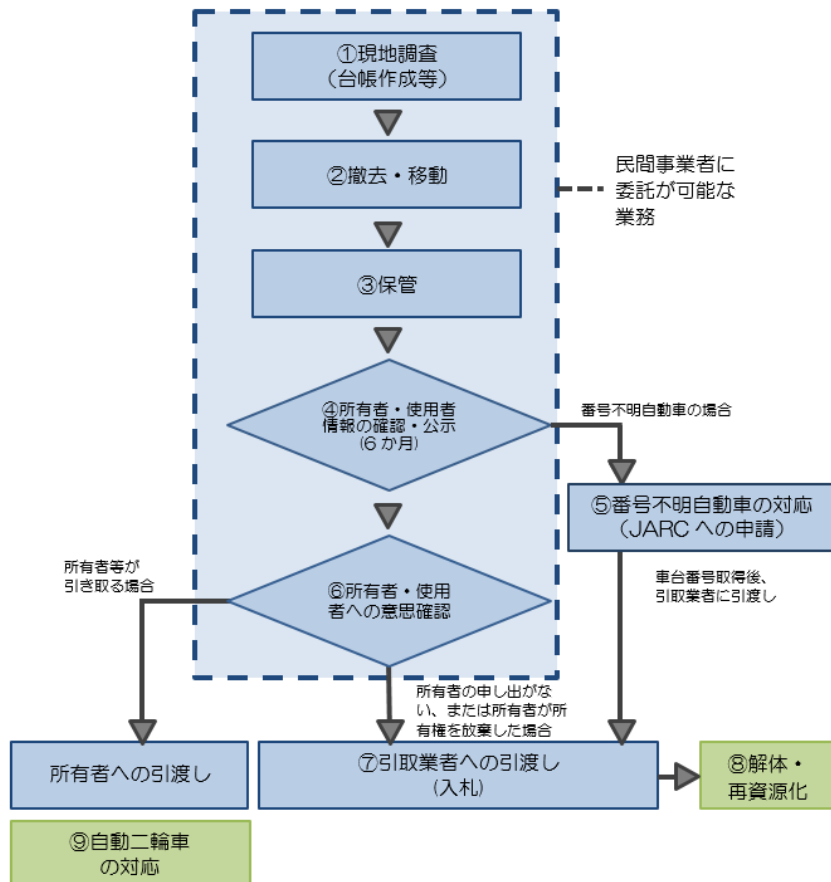 ①現地調査
（台帳作成等）
②撤去・移動
民間事業者に
委託が可能な
業務
③保管
④所有者・使用者
情報の確認・公示
(6か月)
番号不明自動車の場合
⑤番号不明自動車の対応
（JARCへの申請）
所有者等が
引き取る場合
⑥所有者・使用
者への意思確認
車台番号取得後、
引取業者に引渡し
所有者の申し出がな
い、または所有者が所
有権を放棄した場合
所有者への引渡し
⑦引取業者への引渡し
(入札)
⑧解体・
再資源化
⑨自動二輪車
の対応